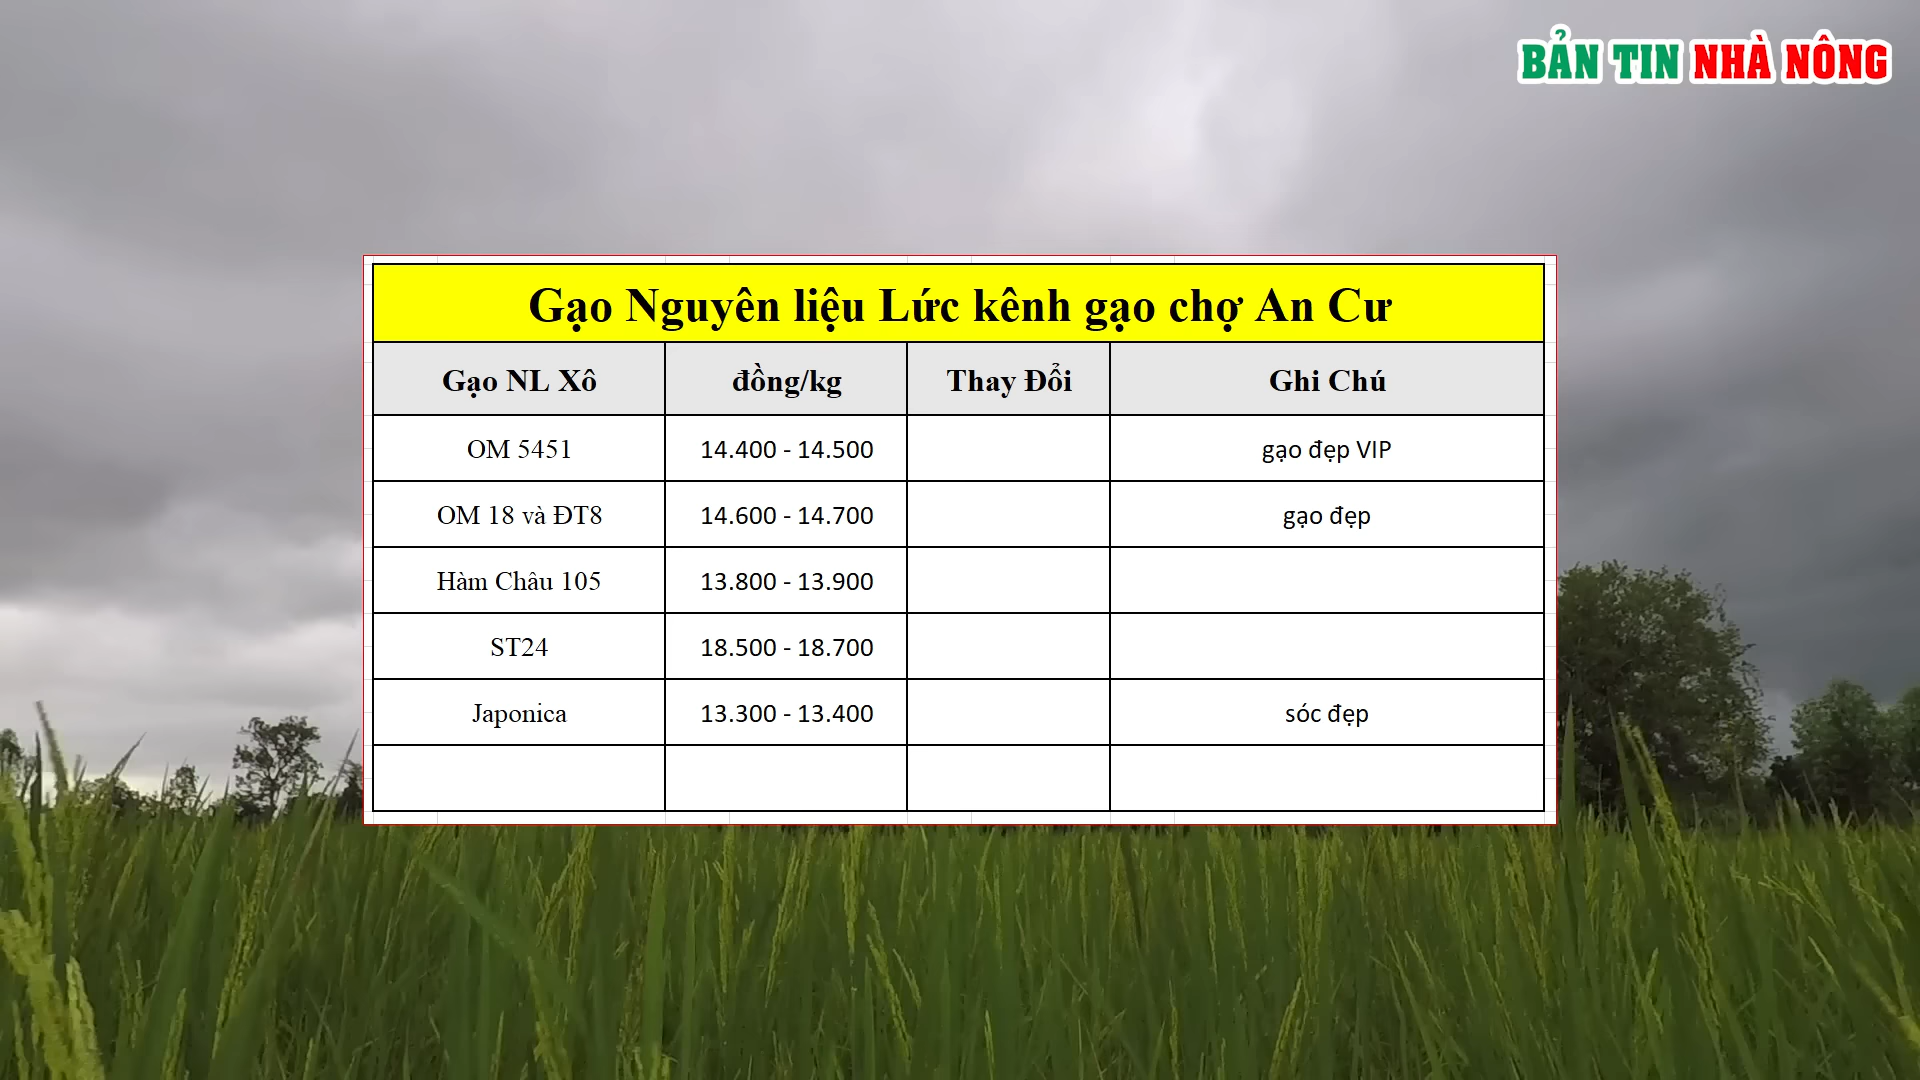 BẢN TIN NHÀ NÔNG
Gạo Nguyên liệu Lức kênh gạo chợ An Cư
Gạo NL Xô đồng/kg Thay Đổi Ghi Chú
OM 5451 14.400 - 14.500 gạo đẹp VIP
OM 18 và ĐT8 14.600 - 14.700 gạo đẹp
Hàm Châu 105 13.800 - 13.900
ST24 18.500 - 18.700
Japonica 13.300 - 13.400 sóc đẹp